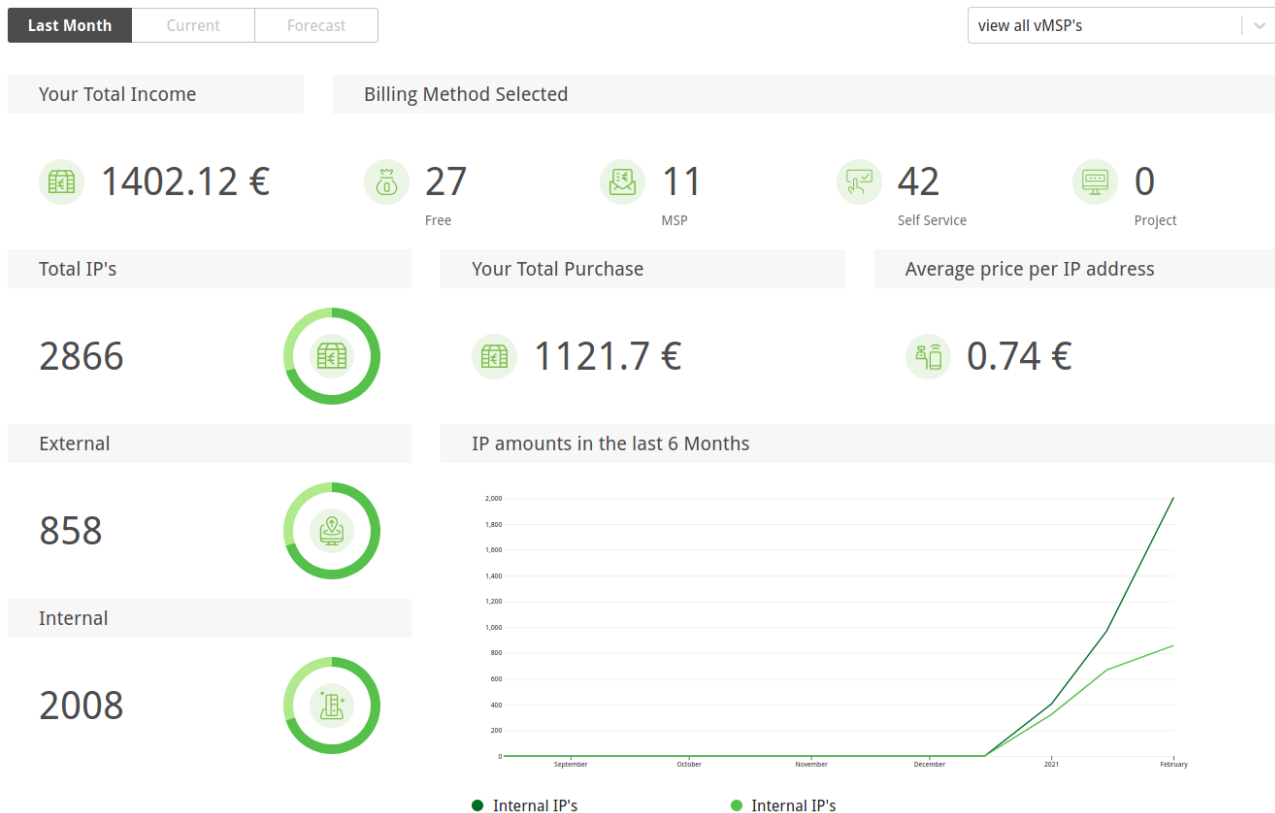 Last Month
Current
Forecast
view all vMSP's
Your Total Income
Billing Method Selected
1402.12 €
27
Free
11
MSP
42
Self Service
0
Project
Total IP's
Your Total Purchase
Average price per IP address
2866
1121.7 €
0.74 €
External
IP amounts in the last 6 Months
858
Internal
2008
2,000
1,800
1,600
1,400
1,200
1,000
800
600
400
200
0
September
October
November
December
2021
February
Internal IP's
Internal IP's